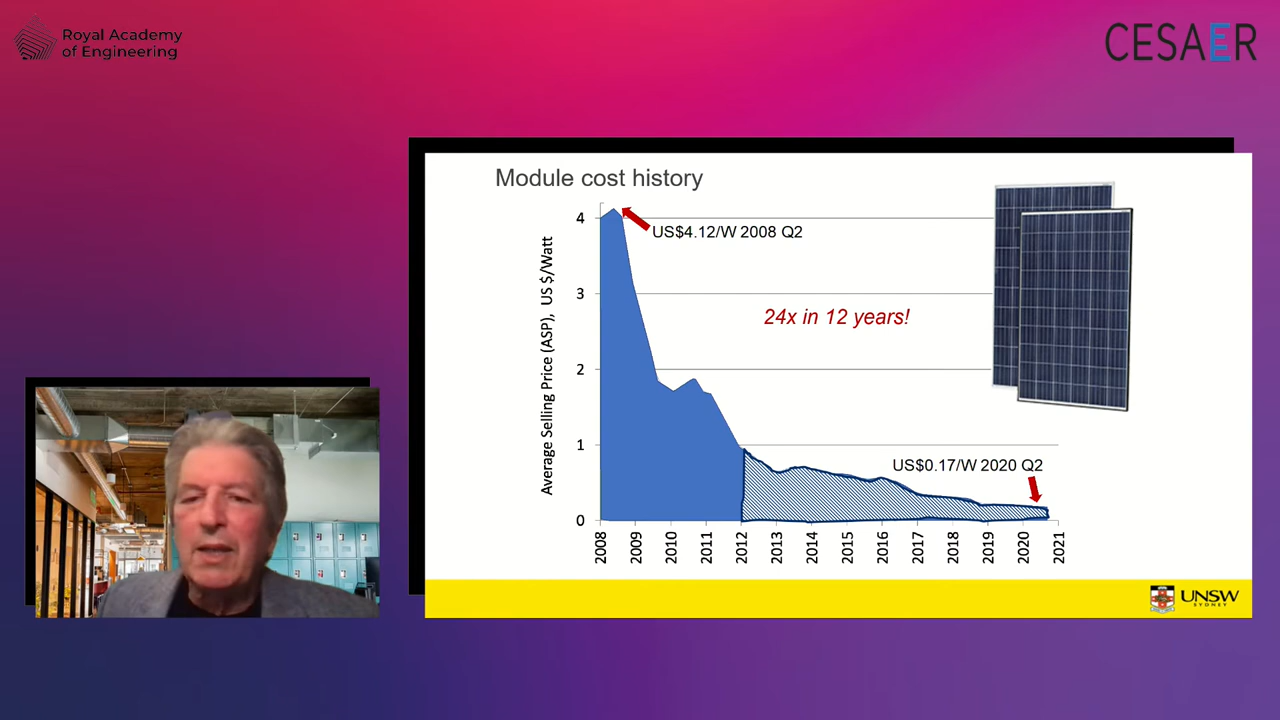 Royal Academy
of Engineering
CESAER
Module cost history
Average Selling Price (ASP), US $/Watt
4
3
2
1
0
US$4.12/W 2008 Q2
24x in 12 years!
US$0.17/W 2020 Q2
2008
2009
2010
2011
2012
2013
2014
2015
2016
2017
2018
2019
2020
2021
UNSW
SYDNEY